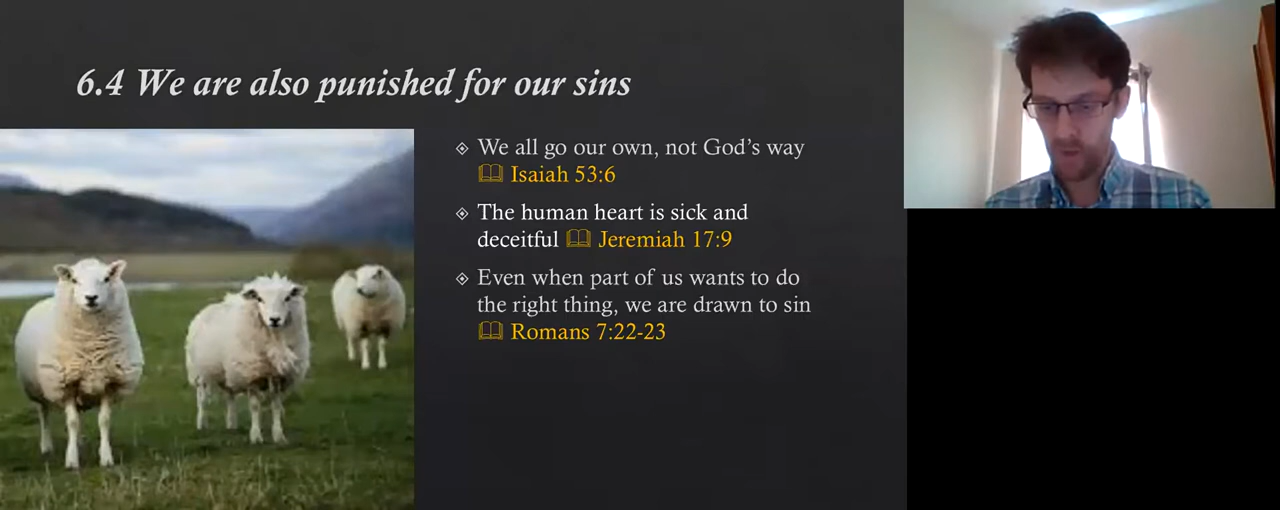 6.4 We are also punished for our sins
We all go our own, not God's way
Isaiah 53:6
The human heart is sick and
deceitful Jeremiah 17:9
Even when part of us wants to do
the right thing, we are drawn to sin
Romans 7:22-23